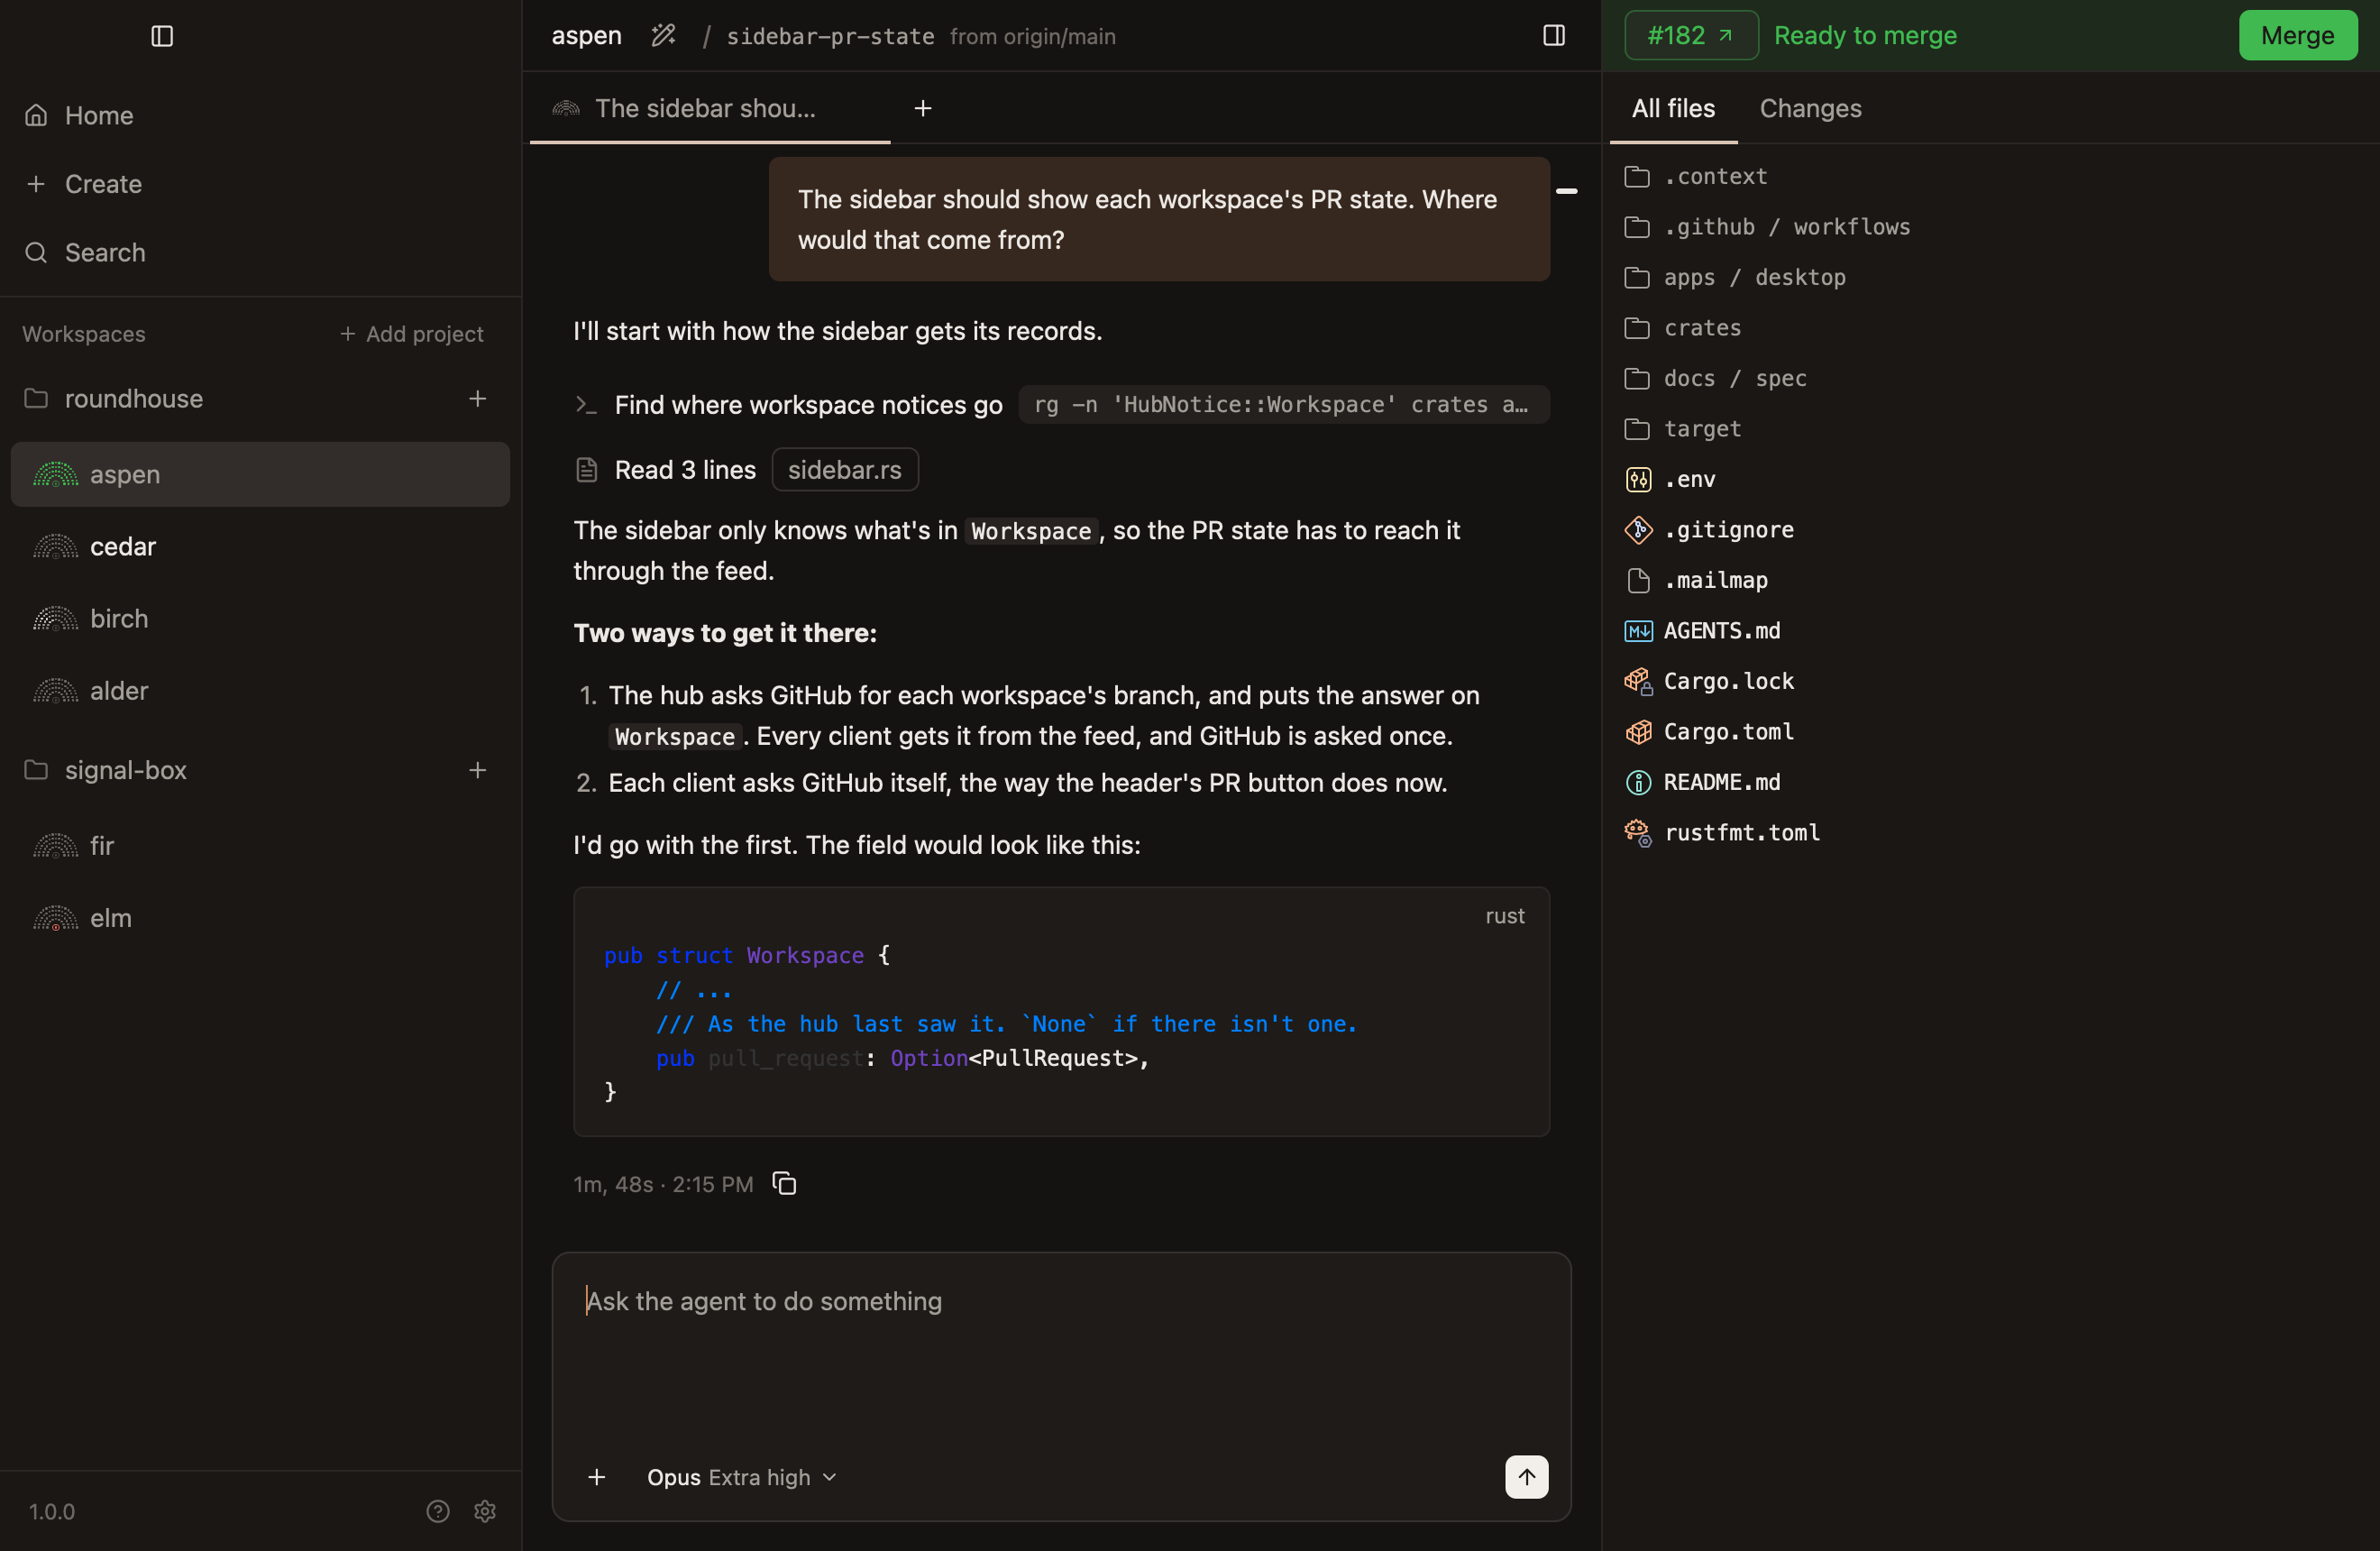 Home
Create
Search
Workspaces
+ Add project
roundhouse
aspen
cedar
birch
alder
signal-box
fir
elm
1.0.0
aspen / sidebar-pr-state from origin/main
The sidebar shou...
The sidebar should show each workspace's PR state. Where
would that come from?
I'll start with how the sidebar gets its records.
Find where workspace notices go rg -n 'HubNotice::Workspace' crates a…
Read 3 lines sidebar.rs
The sidebar only knows what's in Workspace, so the PR state has to reach it
through the feed.
Two ways to get it there:
1. The hub asks GitHub for each workspace's branch, and puts the answer on
Workspace. Every client gets it from the feed, and GitHub is asked once.
2. Each client asks GitHub itself, the way the header's PR button does now.
I'd go with the first. The field would look like this:
rust
pub struct Workspace {
// ...
/// As the hub last saw it. `None` if there isn't one.
pub pull_request: Option<PullRequest>,
}
1m, 48s · 2:15 PM
Ask the agent to do something
Opus Extra high
#182 Ready to merge
Merge
All files Changes
.context
.github / workflows
apps / desktop
crates
docs / spec
target
.env
.gitignore
.mailmap
AGENTS.md
Cargo.lock
Cargo.toml
README.md
rustfmt.toml